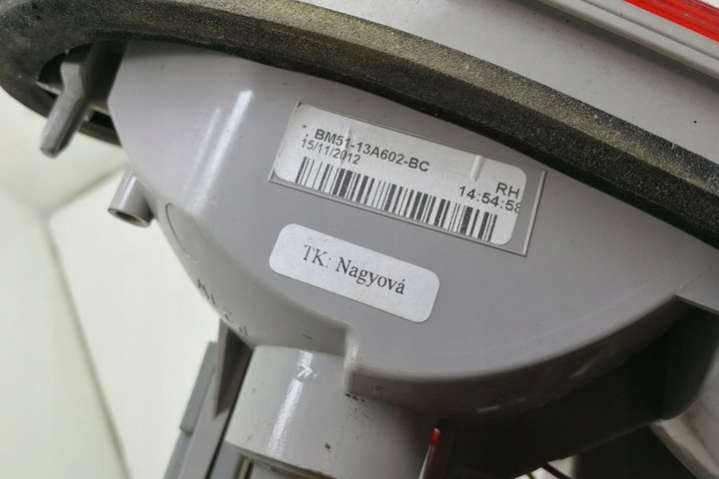 BM51-13A602-BC RH
15/11/2012 14:54:58
TK: Nagyová